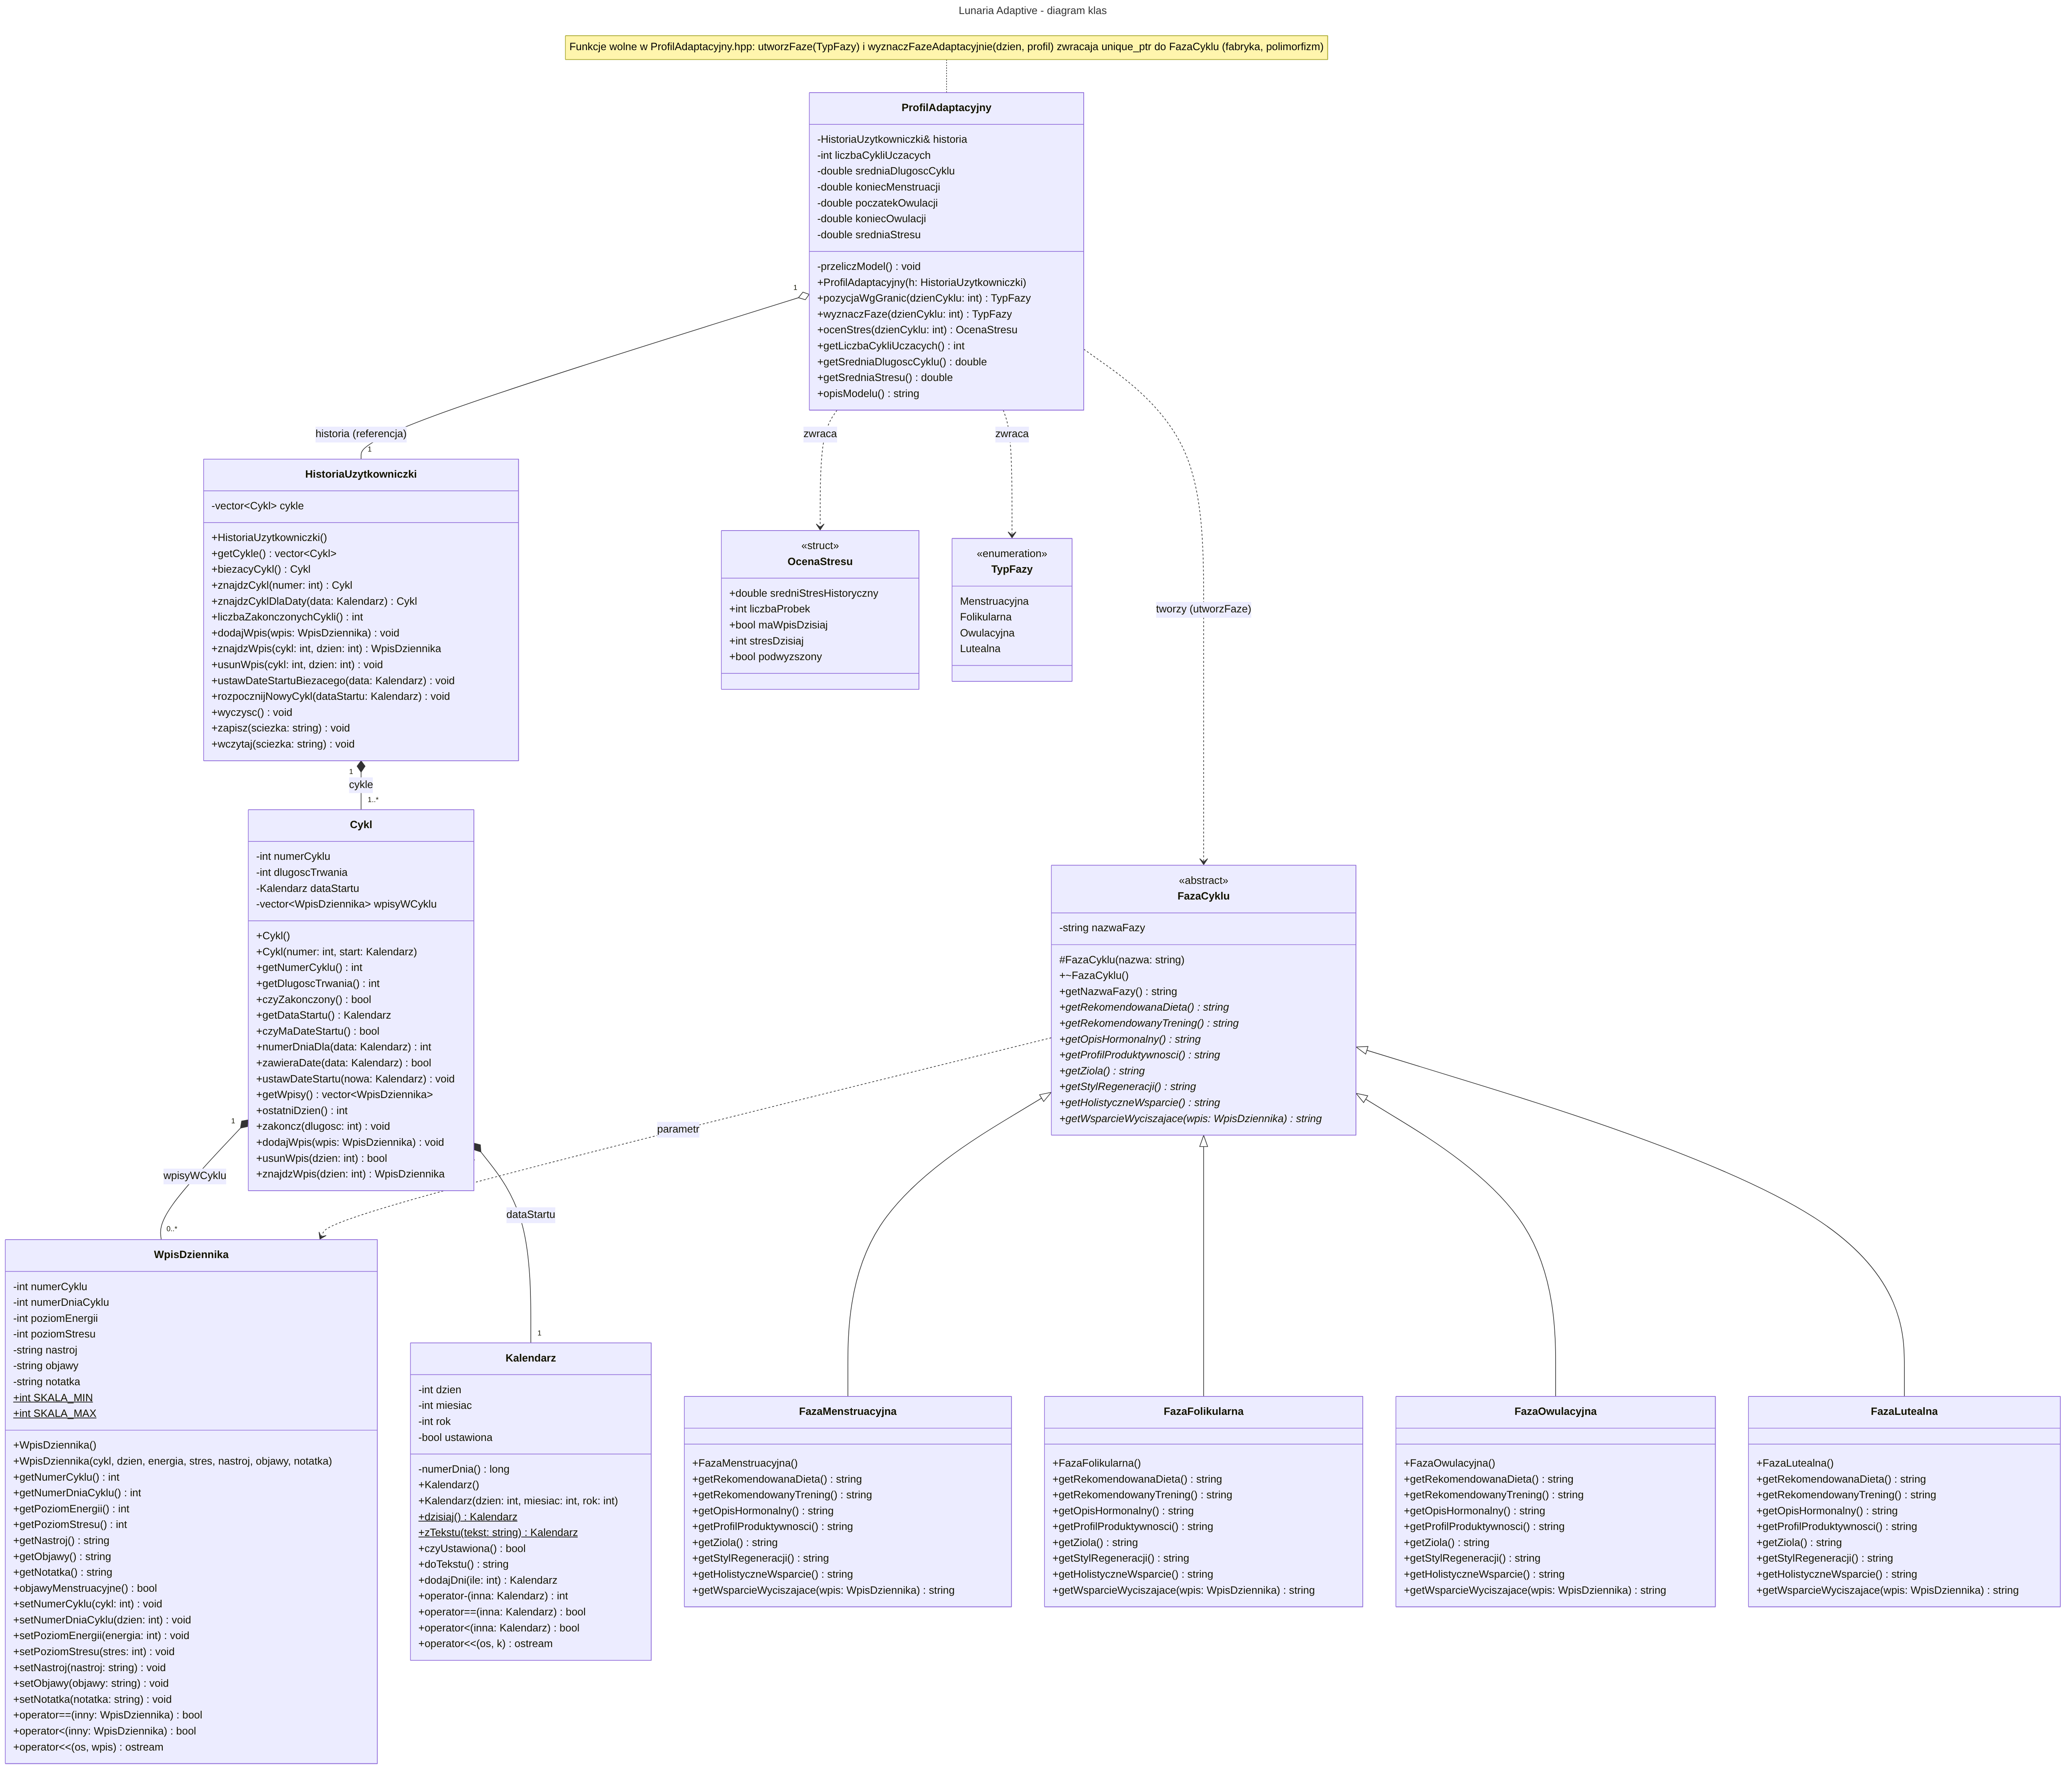 Lunaria Adaptive - diagram klas
Funkcje wolne w ProfilAdaptacyjny.hpp: utworzFaze(TypFazy) i wyznaczFazeAdaptacyjnie(dzien, profil) zwracaja unique_ptr do FazaCyklu (fabryka, polimorfizm)
ProfilAdaptacyjny
-HistoriaUzytkowniczki& historia
-int liczbaCykliUczacych
-double sredniaDlugoscCyklu
-double koniecMenstruacji
-double poczatekOwulacji
-double koniecOwulacji
-double sredniaStresu
-przeliczModel() : void
+ProfilAdaptacyjny(h: HistoriaUzytkowniczki)
+pozycjaWgGranic(dzienCyklu: int) : TypFazy
+wyznaczFaze(dzienCyklu: int) : TypFazy
+ocenStres(dzienCyklu: int) : OcenaStresu
+getLiczbaCykliUczacych() : int
+getSredniaDlugoscCyklu() : double
+getSredniaStresu() : double
+opisModelu() : string
1
historia (referencja)
1
zwraca
zwraca
tworzy (utworzFaze)
HistoriaUzytkowniczki
-vector<Cykl> cykle
+HistoriaUzytkowniczki()
+getCykle() : vector<Cykl>
+biezacyCykl() : Cykl
+znajdzCykl(numer: int) : Cykl
+znajdzCyklDlaDaty(data: Kalendarz) : Cykl
+liczbaZakonczonychCykli() : int
+dodajWpis(wpis: WpisDziennika) : void
+znajdzWpis(cykl: int, dzien: int) : WpisDziennika
+usunWpis(cykl: int, dzien: int) : void
+ustawDateStartuBiezacego(data: Kalendarz) : void
+rozpocznijNowyCykl(dataStartu: Kalendarz) : void
+wyczysc() : void
+zapisz(sciezka: string) : void
+wczytaj(sciezka: string) : void
«struct»
OcenaStresu
+double sredniStresHistoryczny
+int liczbaProbek
+bool maWpisDzisiaj
+int stresDzisiaj
+bool podwyzszony
«enumeration»
TypFazy
Menstruacyjna
Folikularna
Owulacyjna
Lutealna
1
cykle
1..*
Cykl
-int numerCyklu
-int dlugoscTrwania
-Kalendarz dataStartu
-vector<WpisDziennika> wpisyWCyklu
+Cykl()
+Cykl(numer: int, start: Kalendarz)
+getNumerCyklu() : int
+getDlugoscTrwania() : int
+czyZakonczony() : bool
+getDataStartu() : Kalendarz
+czyMaDateStartu() : bool
+numerDniaDla(data: Kalendarz) : int
+zawieraDate(data: Kalendarz) : bool
+ustawDateStartu(nowa: Kalendarz) : void
+getWpisy() : vector<WpisDziennika>
+ostatniDzien() : int
+zakoncz(dlugosc: int) : void
+dodajWpis(wpis: WpisDziennika) : void
+usunWpis(dzien: int) : bool
+znajdzWpis(dzien: int) : WpisDziennika
«abstract»
FazaCyklu
-string nazwaFazy
#FazaCyklu(nazwa: string)
+~FazaCyklu()
+getNazwaFazy() : string
+getRekomendowanaDieta() : string
+getRekomendowanyTrening() : string
+getOpisHormonalny() : string
+getProfilProduktywnosci() : string
+getZiola() : string
+getStylRegeneracji() : string
+getHolistyczneWsparcie() : string
+getWsparcieWyciszajace(wpis: WpisDziennika) : string
1
wpisyWCyklu
0..*
dataStartu
1
parametr
WpisDziennika
-int numerCyklu
-int numerDniaCyklu
-int poziomEnergii
-int poziomStresu
-string nastroj
-string objawy
-string notatka
+int SKALA_MIN
+int SKALA_MAX
+WpisDziennika()
+WpisDziennika(cykl, dzien, energia, stres, nastroj, objawy, notatka)
+getNumerCyklu() : int
+getNumerDniaCyklu() : int
+getPoziomEnergii() : int
+getPoziomStresu() : int
+getNastroj() : string
+getObjawy() : string
+getNotatka() : string
+objawyMenstruacyjne() : bool
+setNumerCyklu(cykl: int) : void
+setNumerDniaCyklu(dzien: int) : void
+setPoziomEnergii(energia: int) : void
+setPoziomStresu(stres: int) : void
+setNastroj(nastroj: string) : void
+setObjawy(objawy: string) : void
+setNotatka(notatka: string) : void
+operator==(inny: WpisDziennika) : bool
+operator<(inny: WpisDziennika) : bool
+operator<<(os, wpis) : ostream
Kalendarz
-int dzien
-int miesiac
-int rok
-bool ustawiona
-numerDnia() : long
+Kalendarz()
+Kalendarz(dzien: int, miesiac: int, rok: int)
+dzisiaj() : Kalendarz
+zTekstu(tekst: string) : Kalendarz
+czyUstawiona() : bool
+doTekstu() : string
+dodajDni(ile: int) : Kalendarz
+operator-(inna: Kalendarz) : int
+operator==(inna: Kalendarz) : bool
+operator<(inna: Kalendarz) : bool
+operator<<(os, k) : ostream
FazaMenstruacyjna
+FazaMenstruacyjna()
+getRekomendowanaDieta() : string
+getRekomendowanyTrening() : string
+getOpisHormonalny() : string
+getProfilProduktywnosci() : string
+getZiola() : string
+getStylRegeneracji() : string
+getHolistyczneWsparcie() : string
+getWsparcieWyciszajace(wpis: WpisDziennika) : string
FazaFolikularna
+FazaFolikularna()
+getRekomendowanaDieta() : string
+getRekomendowanyTrening() : string
+getOpisHormonalny() : string
+getProfilProduktywnosci() : string
+getZiola() : string
+getStylRegeneracji() : string
+getHolistyczneWsparcie() : string
+getWsparcieWyciszajace(wpis: WpisDziennika) : string
FazaOwulacyjna
+FazaOwulacyjna()
+getRekomendowanaDieta() : string
+getRekomendowanyTrening() : string
+getOpisHormonalny() : string
+getProfilProduktywnosci() : string
+getZiola() : string
+getStylRegeneracji() : string
+getHolistyczneWsparcie() : string
+getWsparcieWyciszajace(wpis: WpisDziennika) : string
FazaLutealna
+FazaLutealna()
+getRekomendowanaDieta() : string
+getRekomendowanyTrening() : string
+getOpisHormonalny() : string
+getProfilProduktywnosci() : string
+getZiola() : string
+getStylRegeneracji() : string
+getHolistyczneWsparcie() : string
+getWsparcieWyciszajace(wpis: WpisDziennika) : string